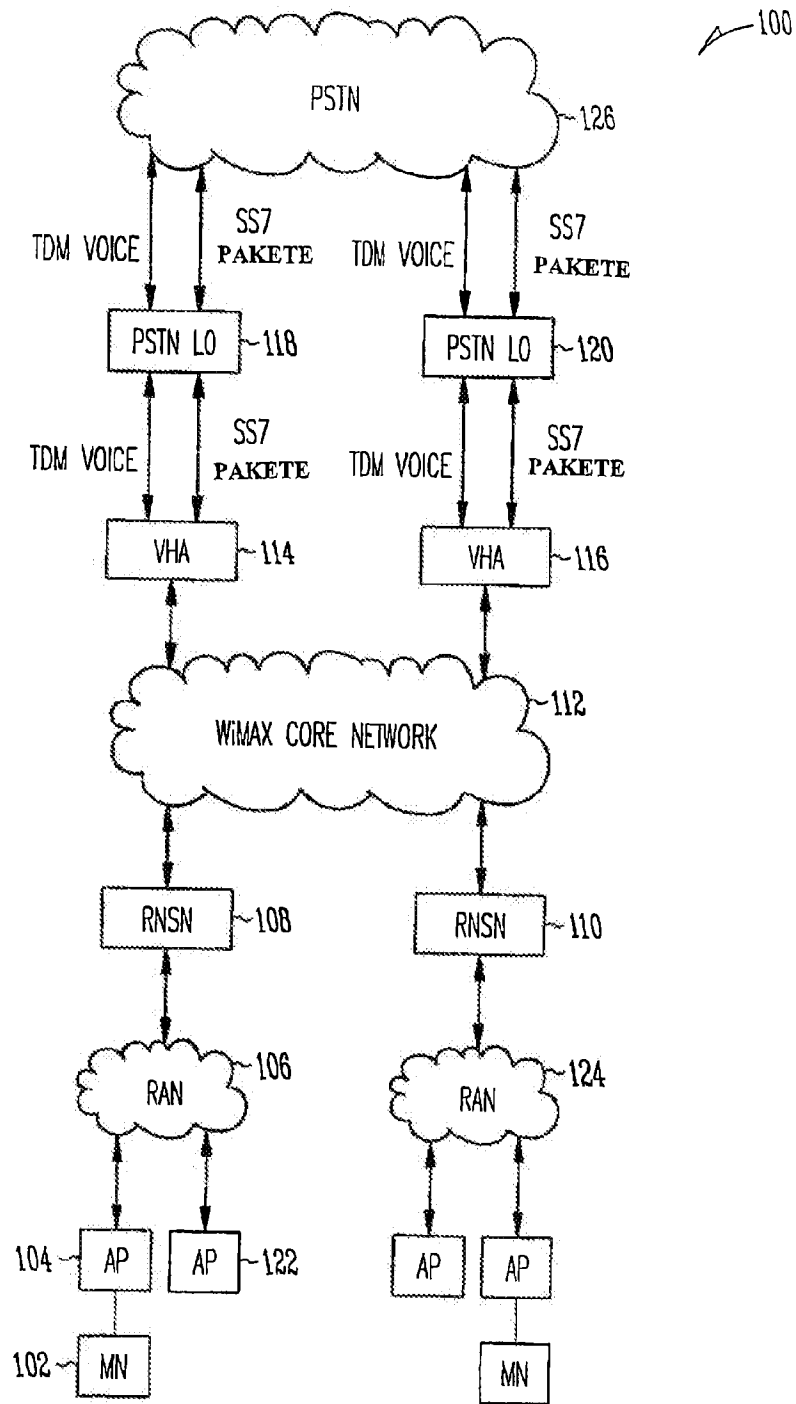 100
PSTN
126
TDM VOICE
SS7
PAKETE
TDM VOICE
SS7
PAKETE
PSTN LO
118
PSTN LO
120
TDM VOICE
SS7
PAKETE
TDM VOICE
SS7
PAKETE
VHA
114
VHA
116
112
WiMAX CORE NETWORK
RNSN
108
RNSN
110
106
RAN
124
RAN
104
AP
AP
122
AP
AP
102
MN
MN